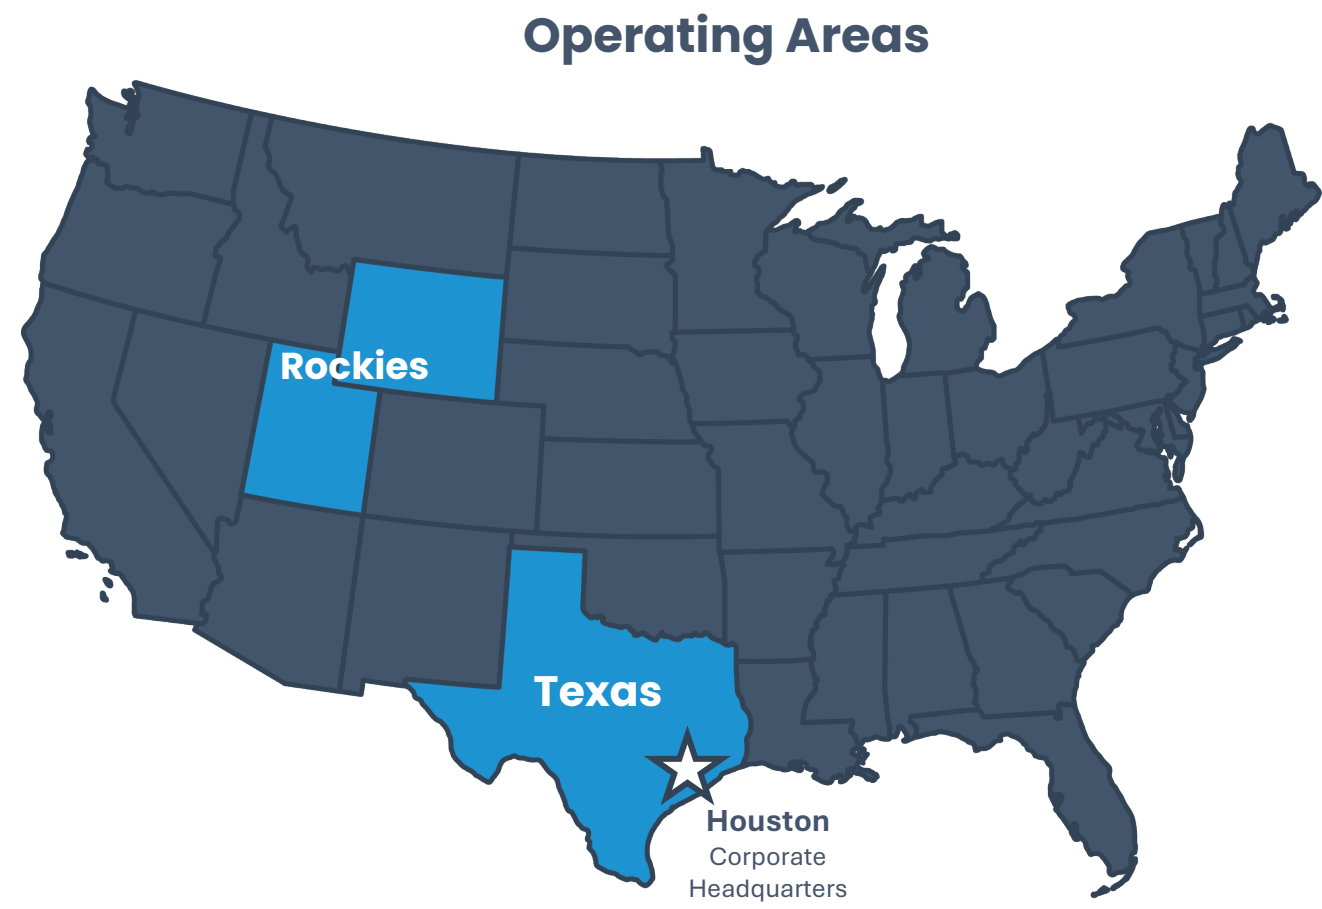 Operating Areas
Rockies
Texas
Houston
Corporate
Headquarters